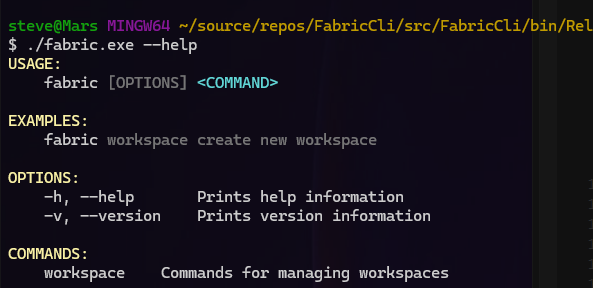 steve@Mars MINGW64 ~/source/repos/FabricCli/src/FabricCli/bin/Rel
$ ./fabric.exe --help
USAGE:
    fabric [OPTIONS] <COMMAND>
EXAMPLES:
    fabric workspace create new workspace
OPTIONS:
    -h, --help       Prints help information
    -v, --version    Prints version information
COMMANDS:
    workspace    Commands for managing workspaces